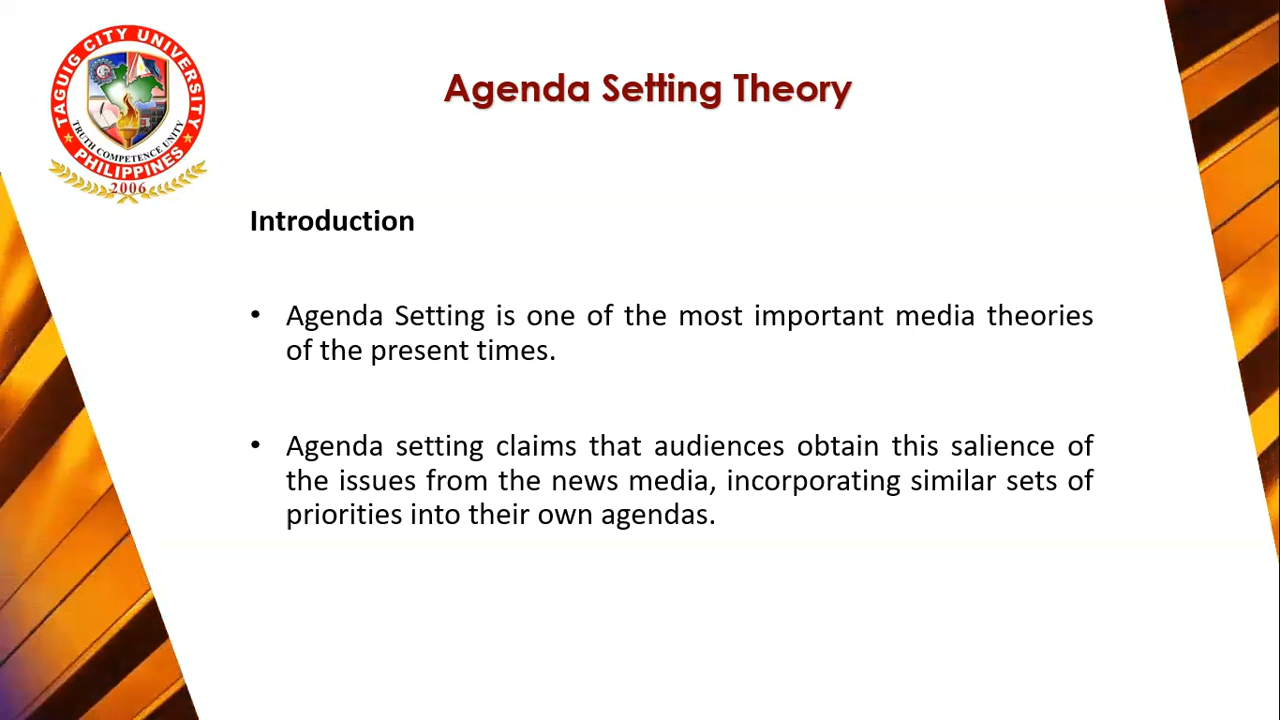 TAGUIG CITY UNIVERSITY
TRUTH COMPETENCE UNITY
PHILIPPINES
2006
Agenda Setting Theory
Introduction
• Agenda Setting is one of the most important media theories
of the present times.
• Agenda setting claims that audiences obtain this salience of
the issues from the news media, incorporating similar sets of
priorities into their own agendas.